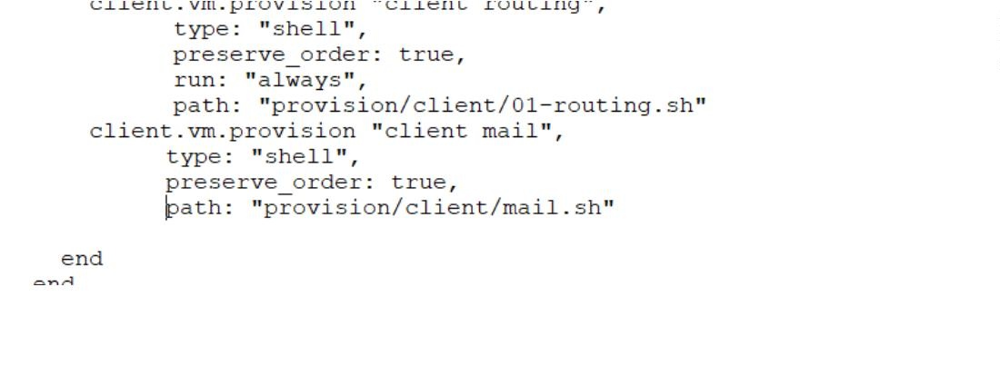 client.vm.provision "client routing",
type: "shell",
preserve_order: true,
run: "always",
path: "provision/client/01-routing.sh"
client.vm.provision "client mail",
type: "shell",
preserve_order: true,
path: "provision/client/mail.sh"
end
end